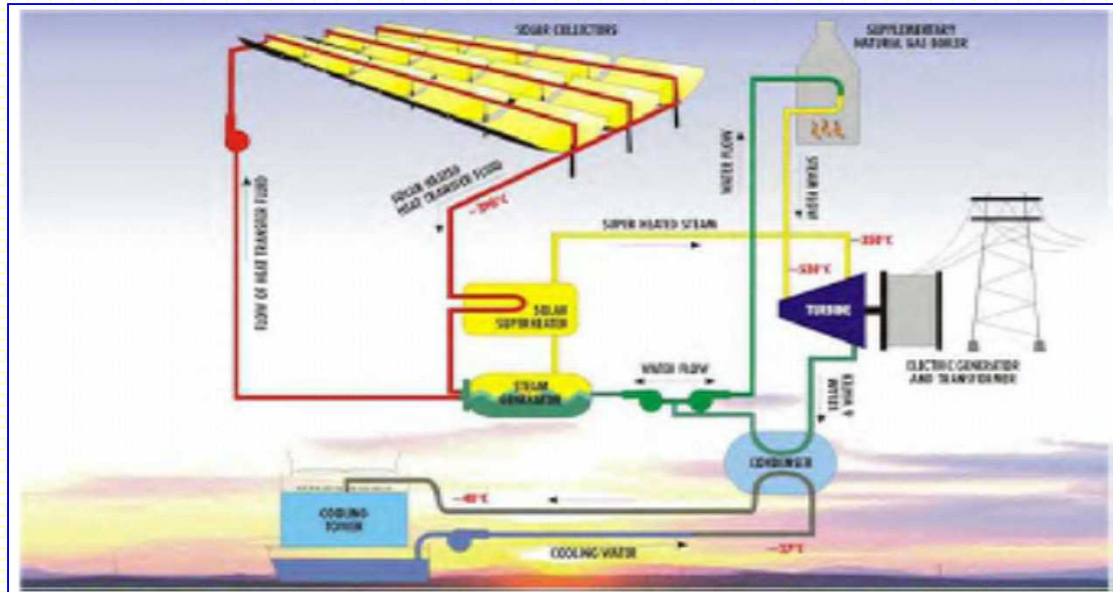 SOLAR COLLECTORS
SUPPLEMENTARY
NATURAL GAS BOILER
WATER FLOW
STEAM FLOW
SOLAR HEATED
HEAT TRANSFER FLUID
FLOW OF HEAT TRANSFER FLUID
SUPER HEATED STEAM
SOLAR
SUPERHEATER
TURBINE
ELECTRIC GENERATOR
AND TRANSFORMER
WATER FLOW
STEAM
GENERATOR
STEAM
& WATER
CONDENSER
COOLING
TOWER
COOLING WATER